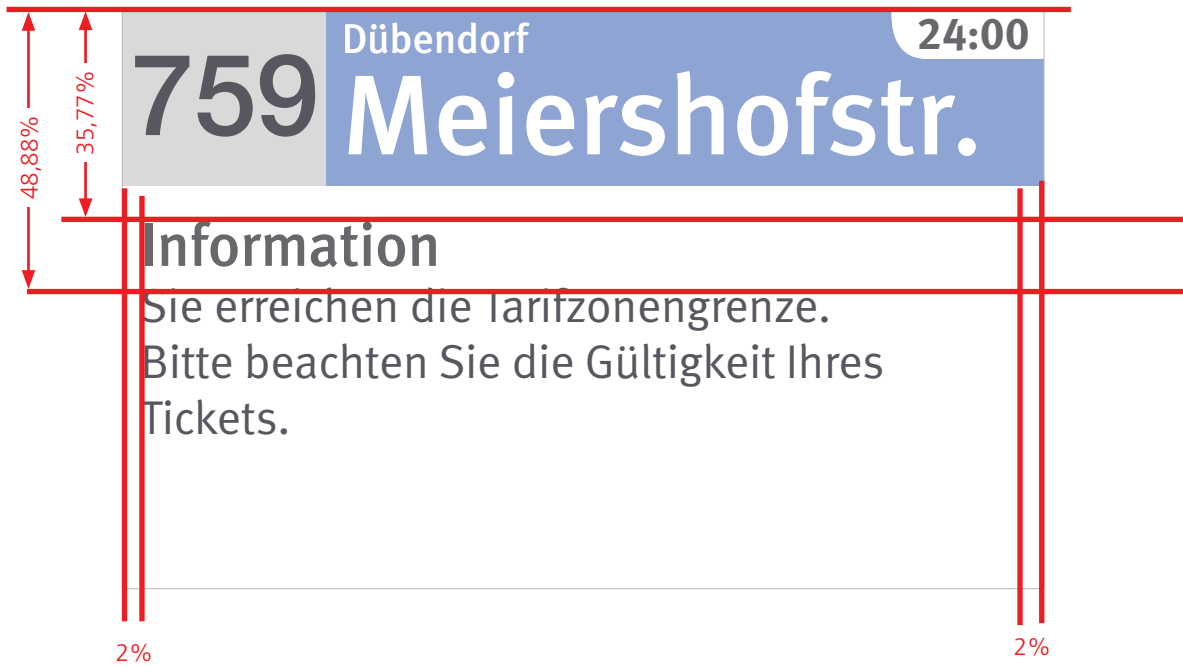 759
Dübendorf
24:00
Meiershofstr.
35,77%
48,88%
Information
Sie erreichen die Tarifzonengrenze.
Bitte beachten Sie die Gültigkeit Ihres
Tickets.
2%
2%